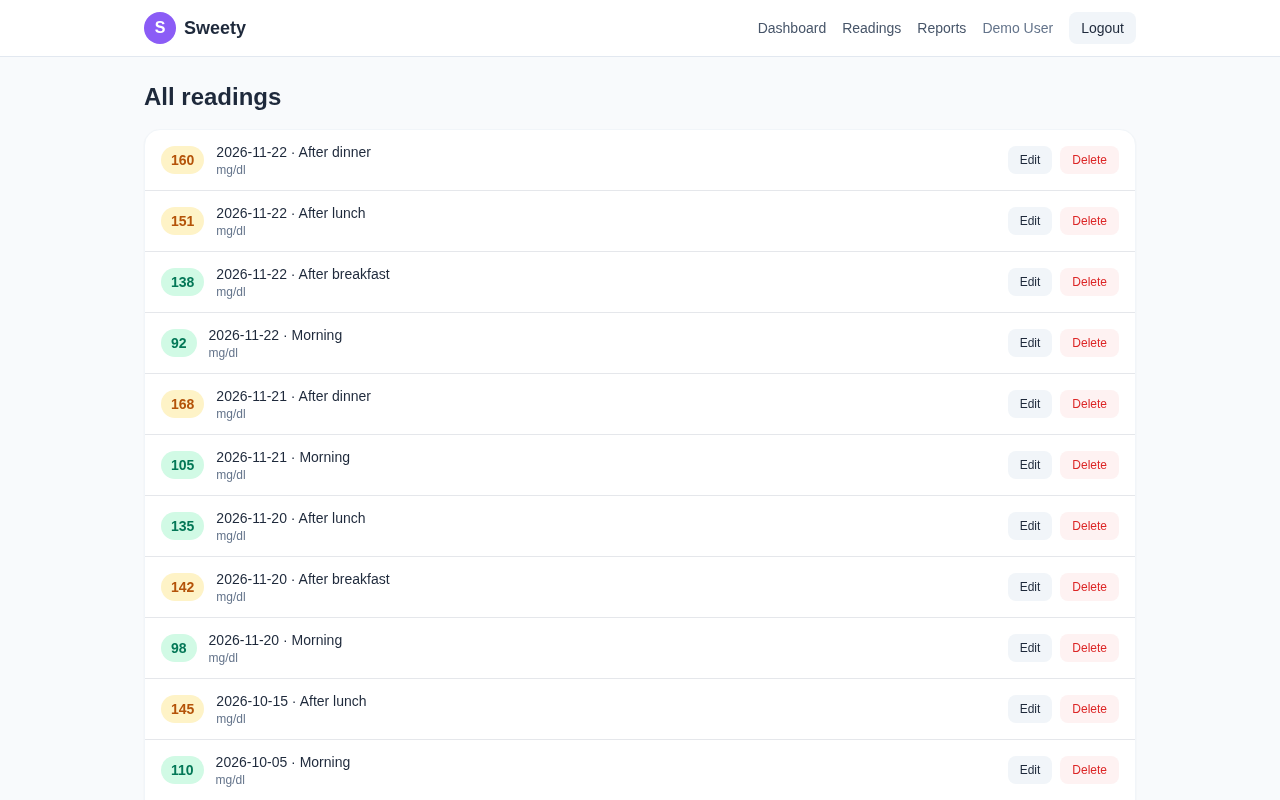 S Sweety Dashboard Readings Reports Demo User Logout
All readings
160 2026-11-22 · After dinner Edit Delete
mg/dl
151 2026-11-22 · After lunch Edit Delete
mg/dl
138 2026-11-22 · After breakfast Edit Delete
mg/dl
92 2026-11-22 · Morning Edit Delete
mg/dl
168 2026-11-21 · After dinner Edit Delete
mg/dl
105 2026-11-21 · Morning Edit Delete
mg/dl
135 2026-11-20 · After lunch Edit Delete
mg/dl
142 2026-11-20 · After breakfast Edit Delete
mg/dl
98 2026-11-20 · Morning Edit Delete
mg/dl
145 2026-10-15 · After lunch Edit Delete
mg/dl
110 2026-10-05 · Morning Edit Delete
mg/dl